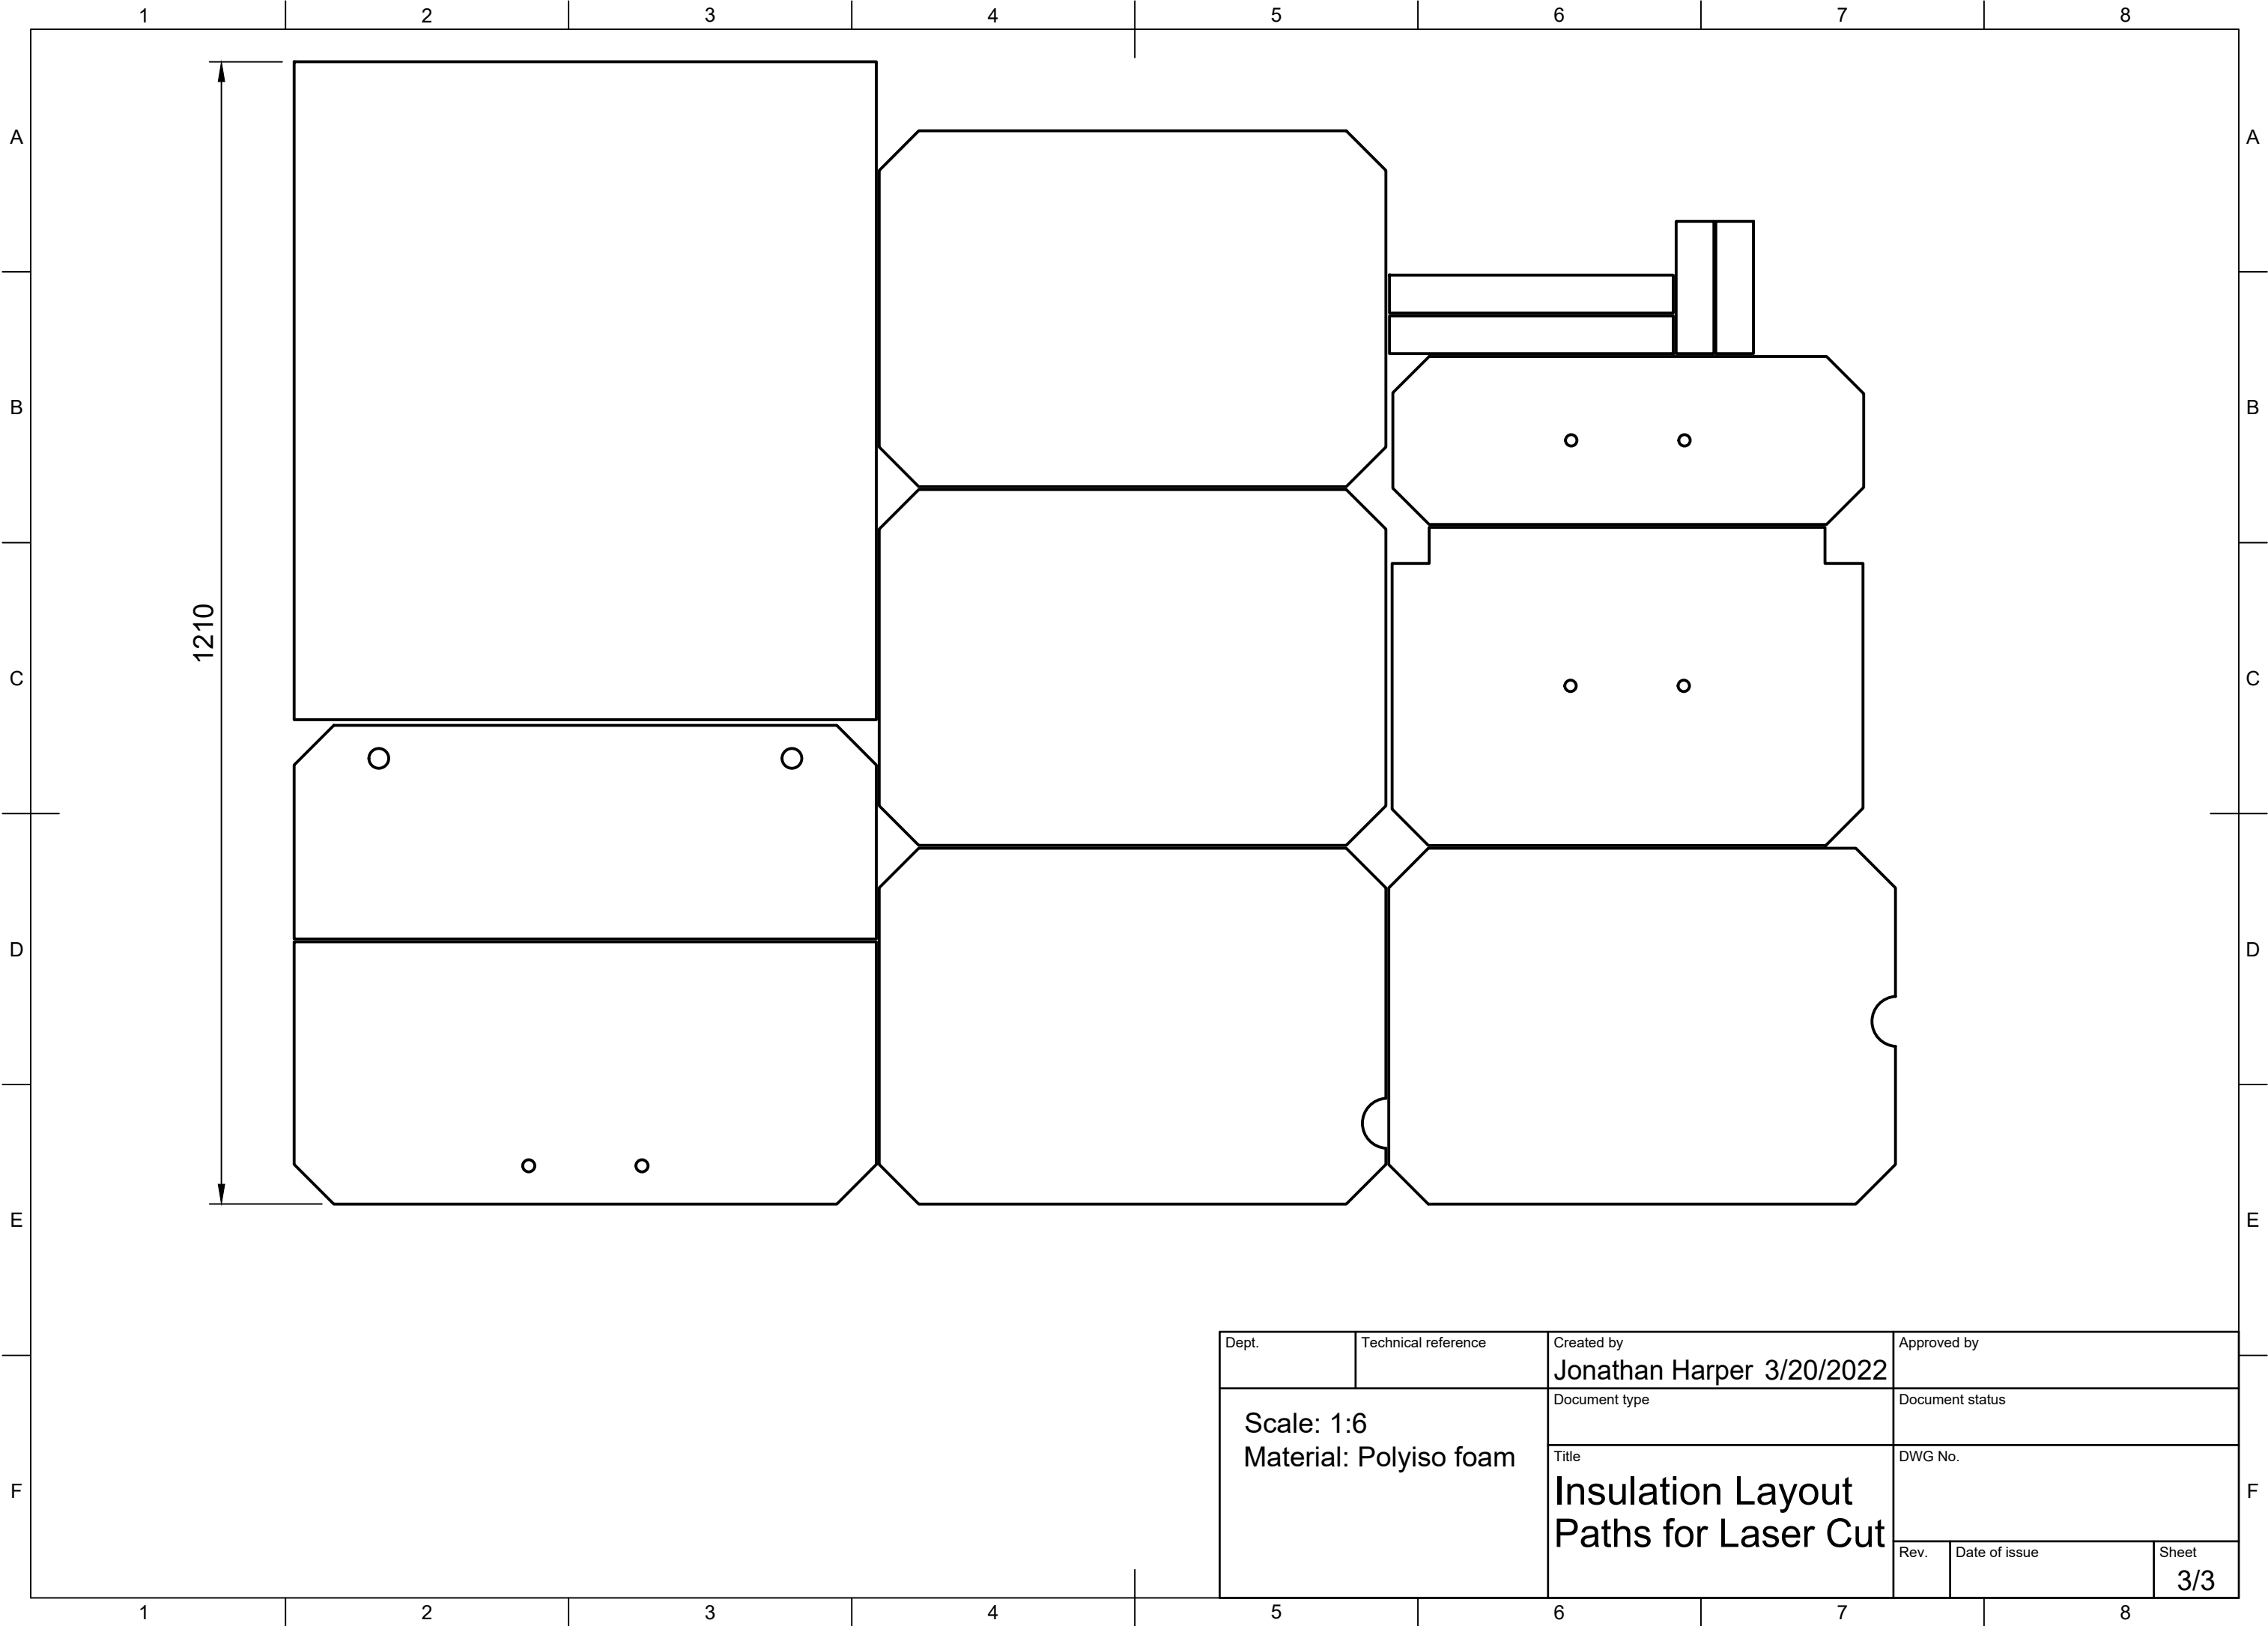 1 2 3 4 5 6 7 8
A A
B B
1210
C C
D D
E E
Dept. Technical reference Created by Approved by
Jonathan Harper 3/20/2022
Document type Document status
Scale: 1:6
Material: Polyiso foam
Title DWG No.
Insulation Layout
Paths for Laser Cut
F F
Rev. Date of issue Sheet
3/3
1 2 3 4 5 6 7 8